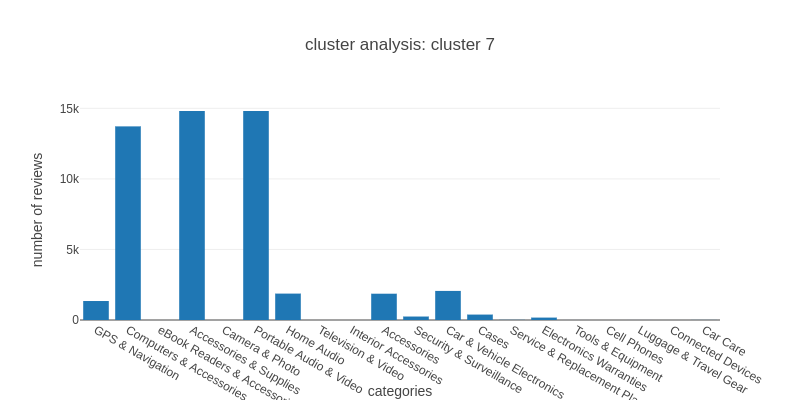 cluster analysis: cluster 7
number of reviews
15k
10k
5k
0
GPS & Navigation
Computers & Accessories
eBook Readers & Accessori
Accessories & Supplies
Camera & Photo
Portable Audio & Video
Home Audio
Television & Video
Interior Accessories
Accessories
Security & Surveillance
Car & Vehicle Electronics
Cases
Service & Replacement Pla
Electronics Warranties
Tools & Equipment
Cell Phones
Luggage & Travel Gear
Connected Devices
Car Care
categories